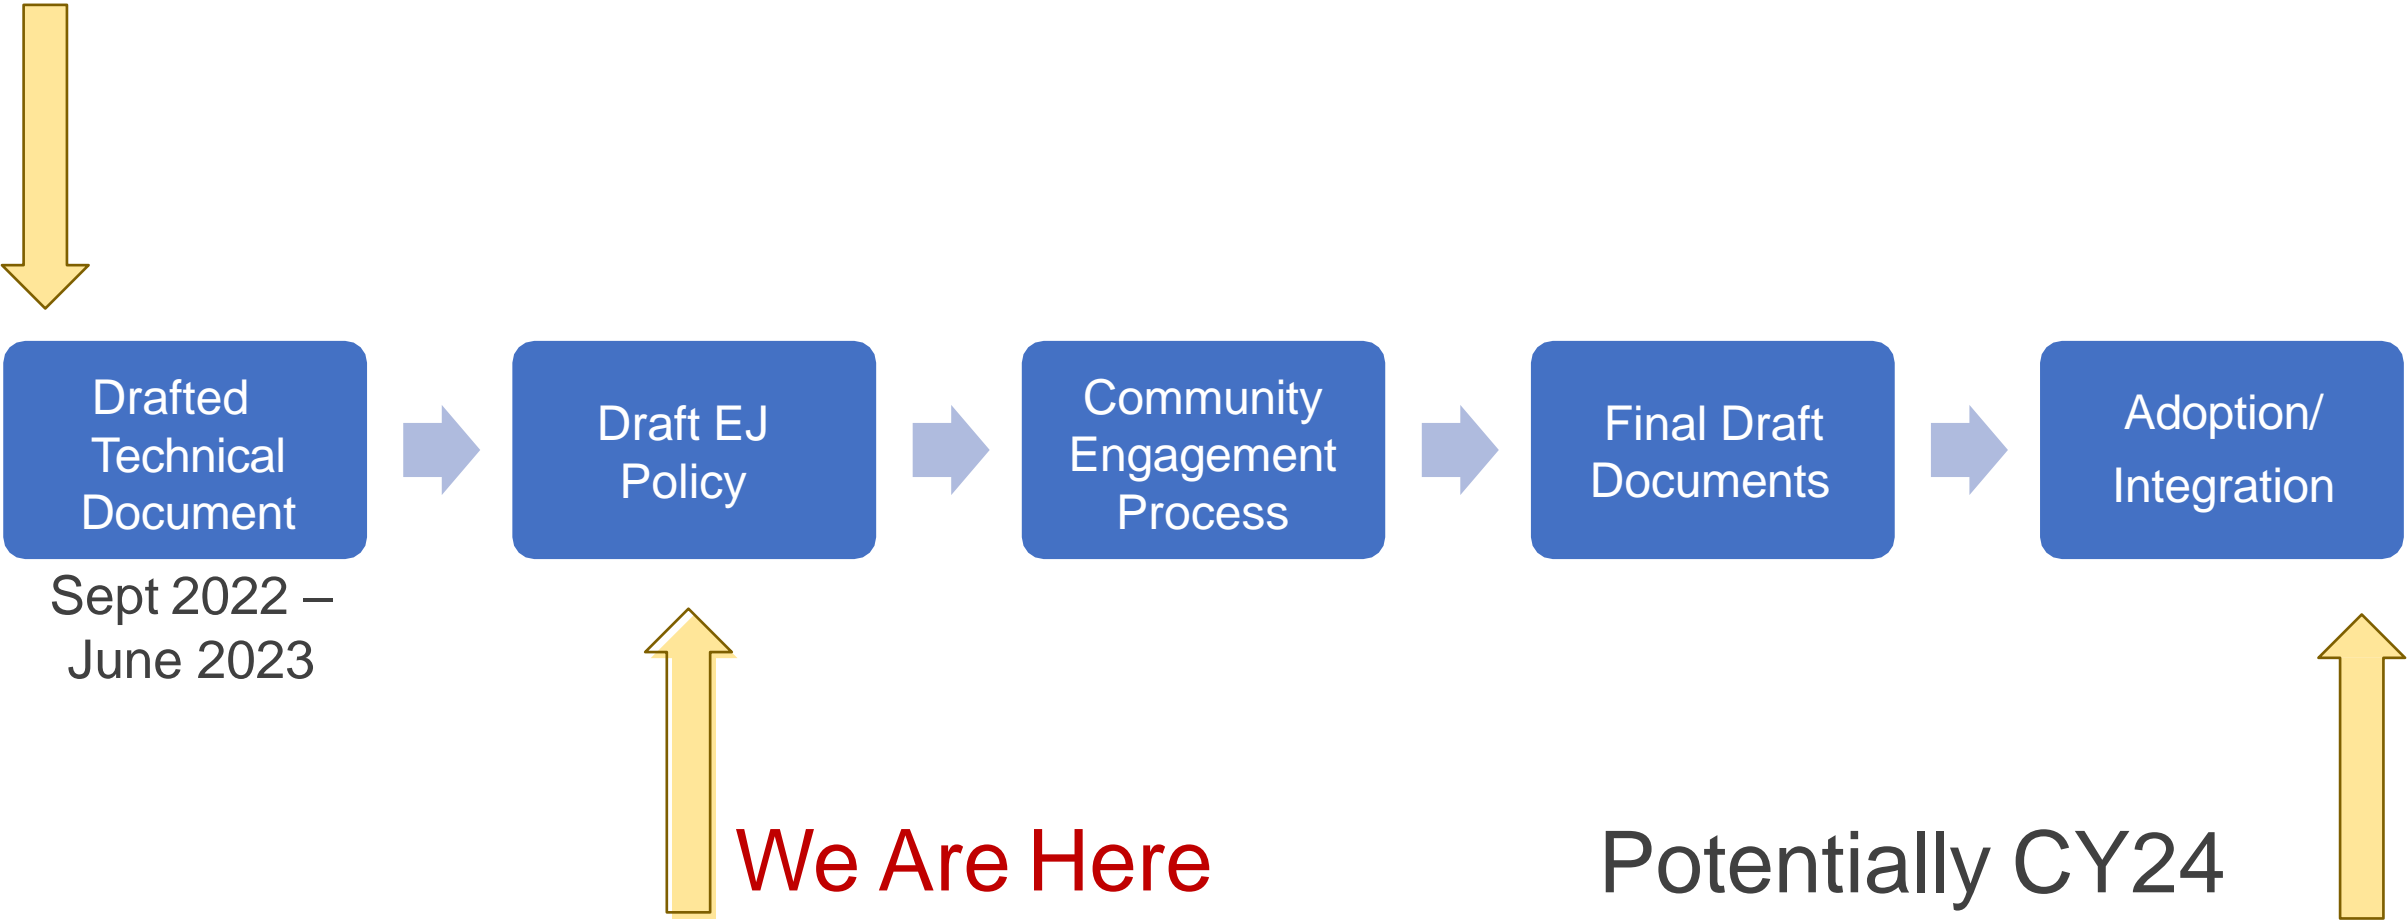 Drafted
Technical
Document
Draft EJ
Policy
Community
Engagement
Process
Final Draft
Documents
Adoption/
Integration
Sept 2022 –
June 2023
We Are Here
Potentially CY24